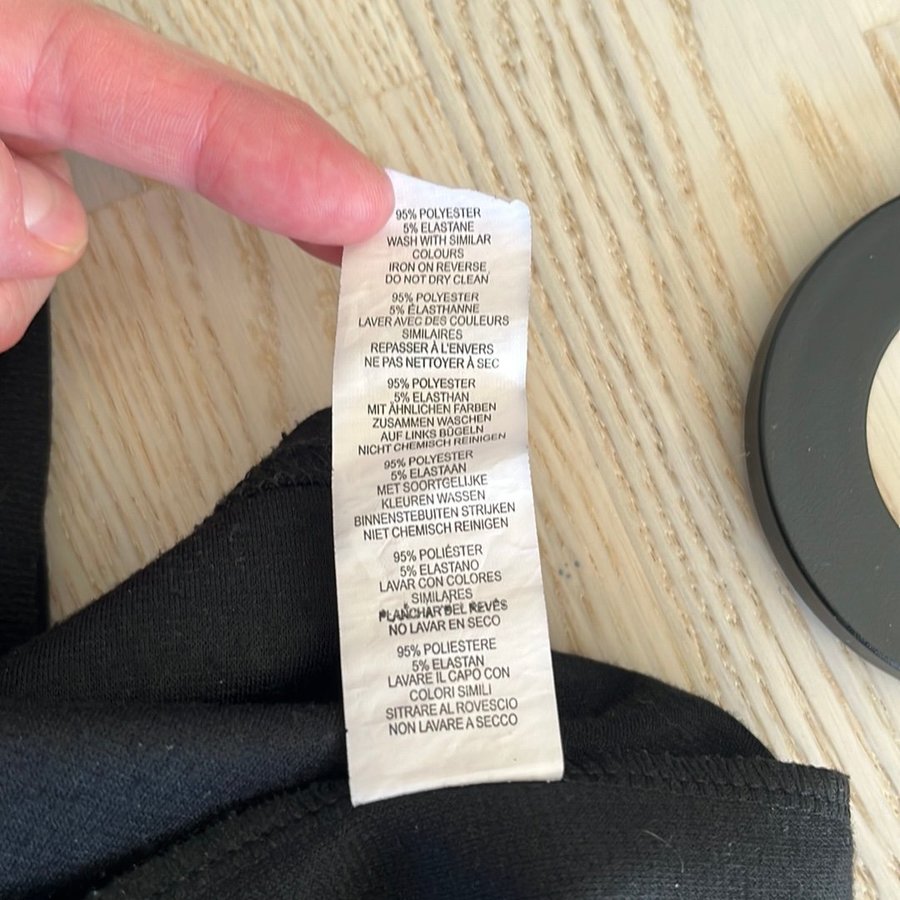 95% POLYESTER
5% ELASTANE
WASH WITH SIMILAR
COLOURS
IRON ON REVERSE
DO NOT DRY CLEAN
95% POLYESTER
5% ÉLASTHANNE
LAVER AVEC DES COULEURS
SIMILAIRES
REPASSER À L'ENVERS
NE PAS NETTOYER À SEC
95% POLYESTER
5% ELASTHAN
MIT ÄHNLICHEN FARBEN
ZUSAMMEN WASCHEN
AUF LINKS BÜGELN
NICHT CHEMISCH REINIGEN
95% POLYESTER
5% ELASTAAN
MET SOORTGELIJKE
KLEUREN WASSEN
BINNENSTEBUITEN STRIJKEN
NIET CHEMISCH REINIGEN
95% POLIÉSTER
5% ELASTANO
LAVAR CON COLORES
SIMILARES
PLANCHAR DEL REVÉS
NO LAVAR EN SECO
95% POLIESTERE
5% ELASTAN
LAVARE IL CAPO CON
COLORI SIMILI
SITRARE AL ROVESCIO
NON LAVARE A SECCO